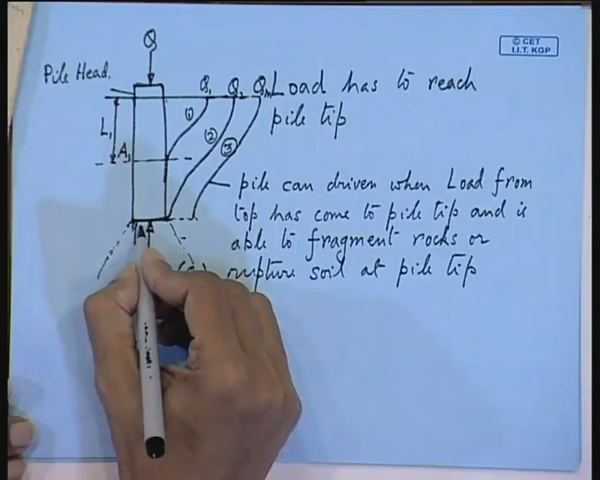 © CET
I.I.T. KGP
Q
Pile Head.
Q1 Q2 Qm Load has to reach
pile tip
L1
A1
1
2
3
pile can driven when Load from
top has come to pile tip and is
able to fragment rocks or
rupture soil at pile tip